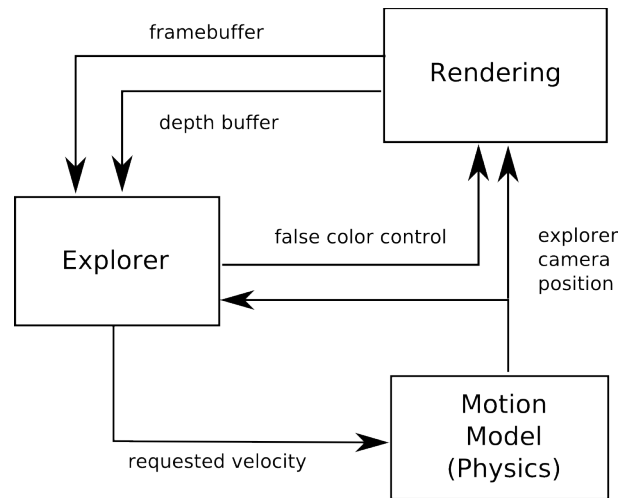 framebuffer
Rendering
depth buffer
Explorer
false color control
explorer
camera
position
Motion
Model
(Physics)
requested velocity